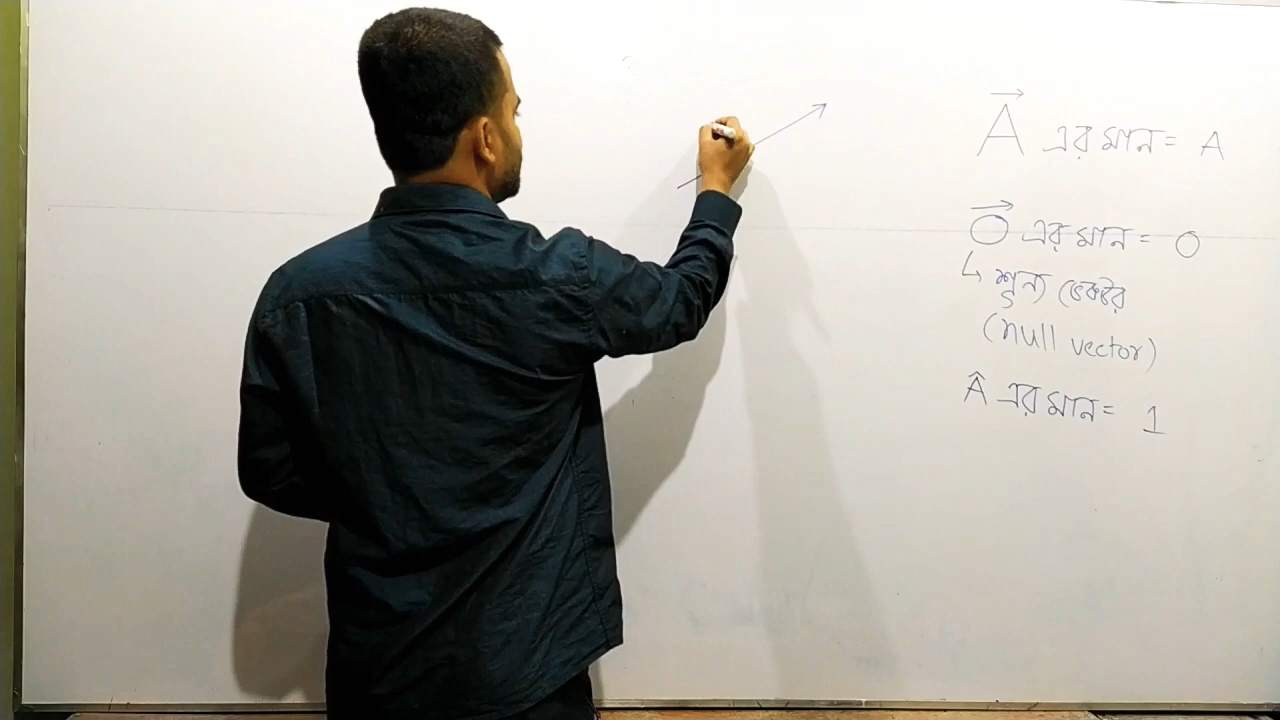 A⃗ এর মান = A
O⃗ এর মান = 0
↳ শূন্য ভেক্টর
(null vector)
Â এর মান = 1